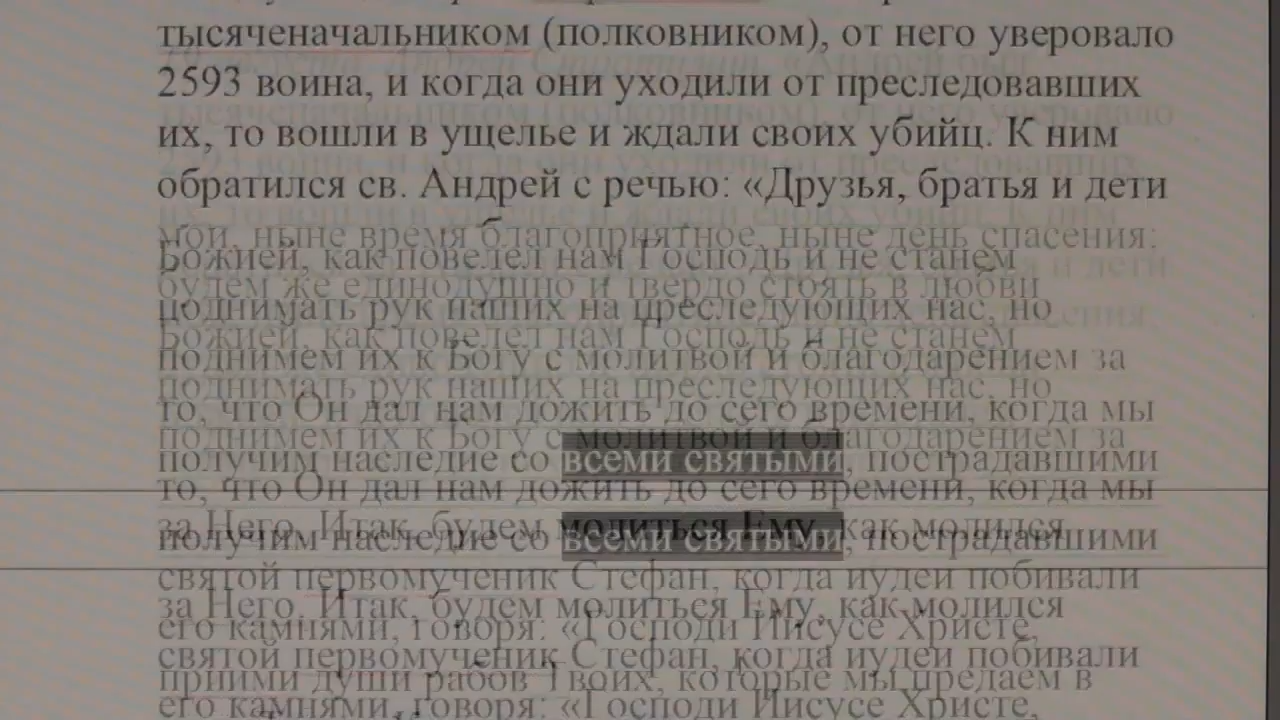 тысяченачальником (полковником), от него уверовало
2593 воина, и когда они уходили от преследовавших
их, то вошли в ущелье и ждали своих убийц. К ним
обратился св. Андрей с речью: «Друзья, братья и дети
мои, ныне время благоприятное, ныне день спасения:
будем же единодушно и твердо стоять в любви
Божией, как повелел нам Господь и не станем
поднимать рук наших на преследующих нас, но
поднимем их к Богу с молитвой и благодарением за
то, что Он дал нам дожить до сего времени, когда мы
получим наследие со всеми святыми, пострадавшими
за Него. Итак, будем молиться Ему, как молился
святой первомученик Стефан, когда иудеи побивали
его камнями, говоря: «Господи Иисусе Христе,
приими души рабов Твоих, которые мы предаем в